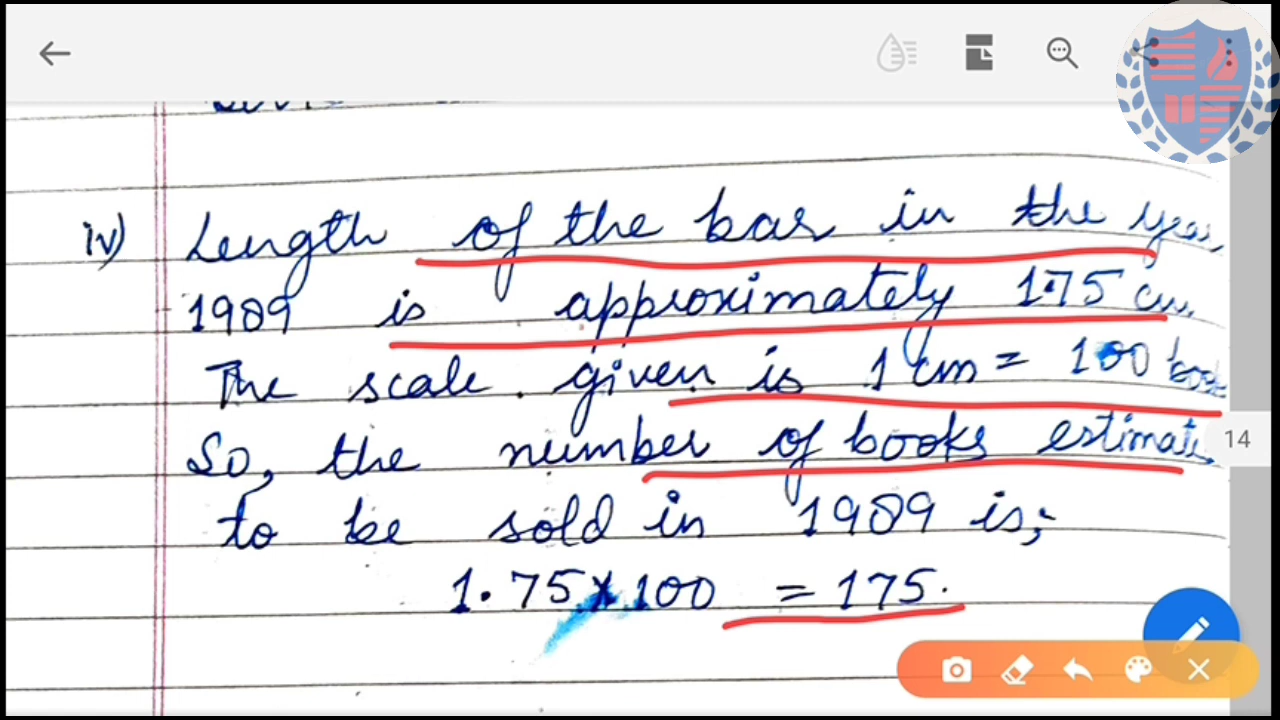 iv) Length of the bar in the year
1989 is approximately 1.75 cm.
The scale given is 1 cm = 100 books
So, the number of books estimate
to be sold in 1989 is;
1.75 x 100 = 175.
14